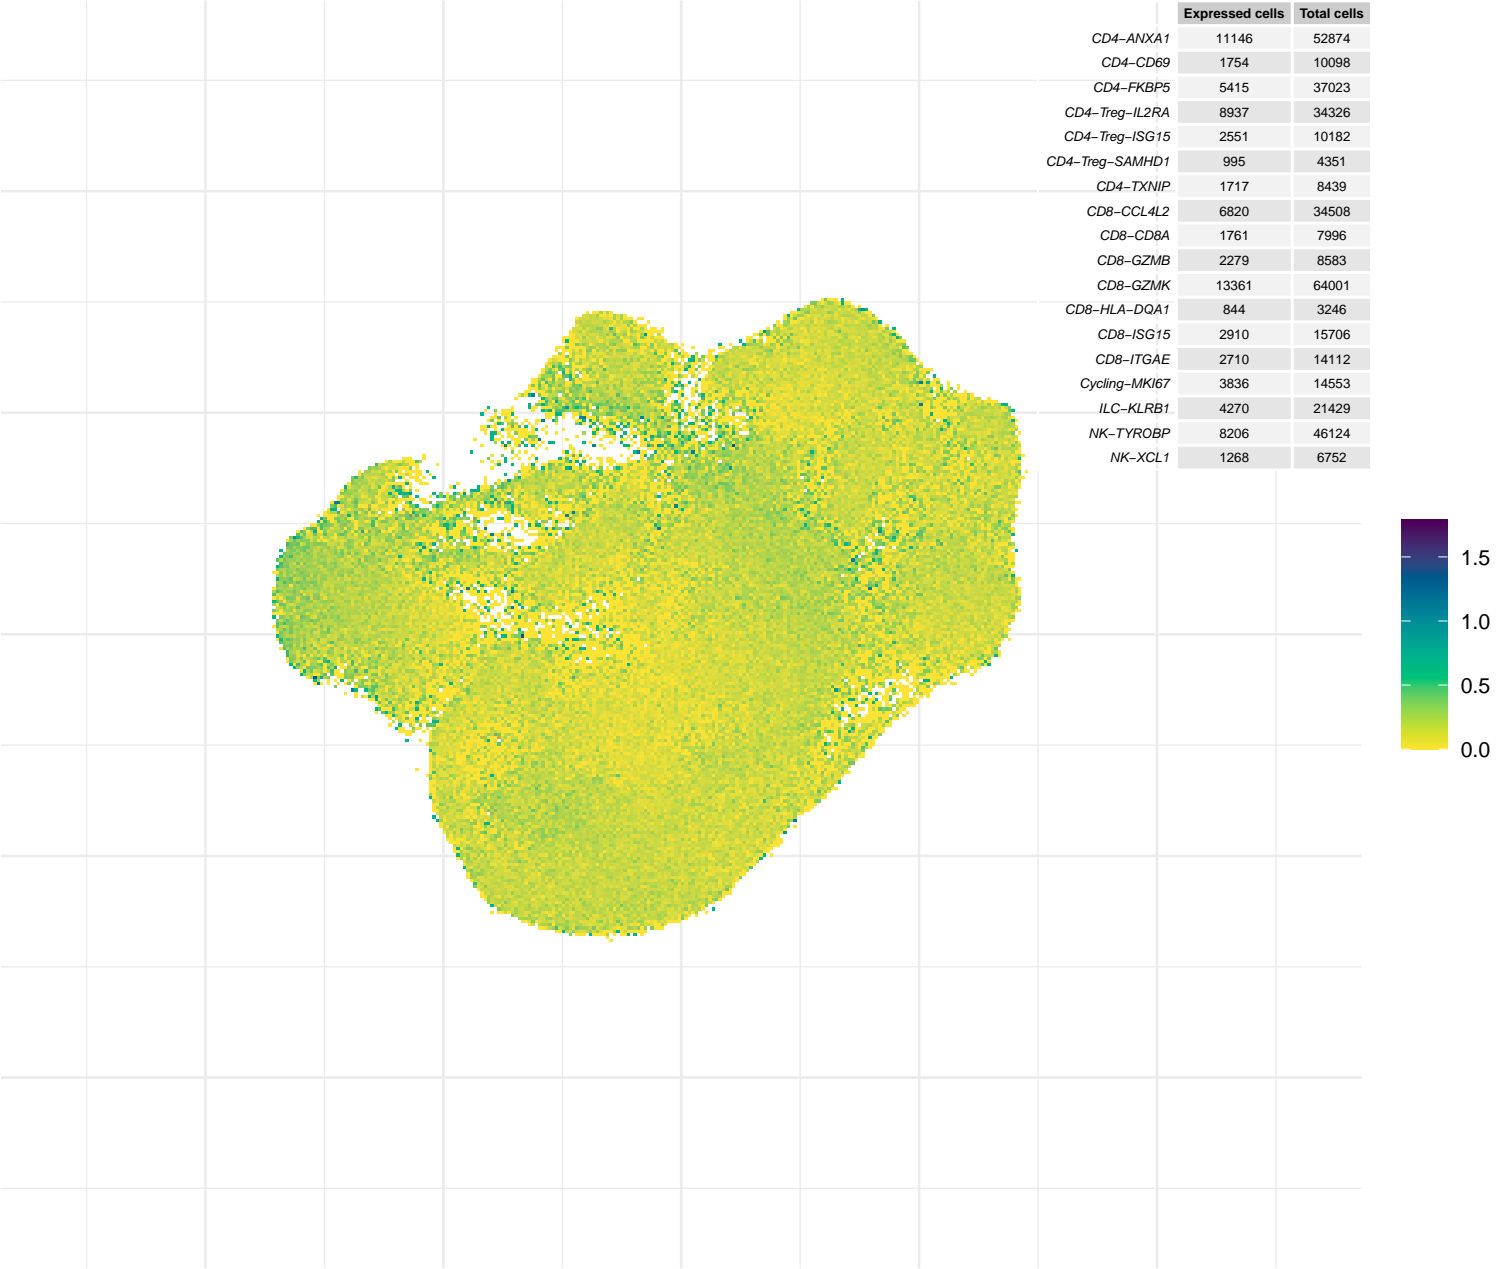 Expressed cells Total cells
CD4−ANXA1 11146 52874
CD4−CD69 1754 10098
CD4−FKBP5 5415 37023
CD4−Treg−IL2RA 8937 34326
CD4−Treg−ISG15 2551 10182
CD4−Treg−SAMHD1 995 4351
CD4−TXNIP 1717 8439
CD8−CCL4L2 6820 34508
CD8−CD8A 1761 7996
CD8−GZMB 2279 8583
CD8−GZMK 13361 64001
CD8−HLA−DQA1 844 3246
CD8−ISG15 2910 15706
CD8−ITGAE 2710 14112
Cycling−MKI67 3836 14553
ILC−KLRB1 4270 21429
NK−TYROBP 8206 46124
NK−XCL1 1268 6752
1.5
1.0
0.5
0.0